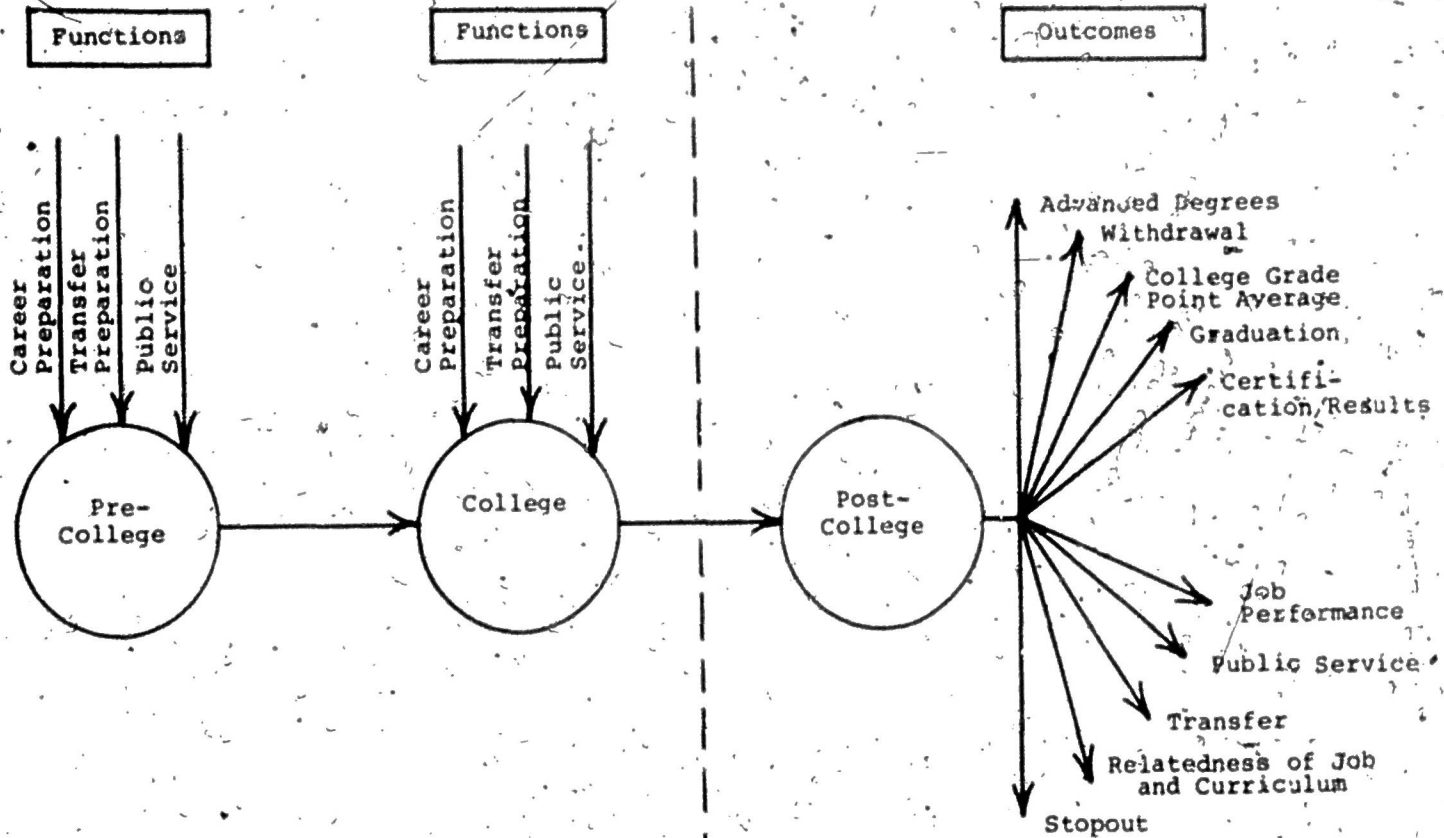 Functions
Functions
Outcomes
Career
Preparation
Transfer
Preparation
Public
Service
Career
Preparation
Transfer
Preparation
Public
Service
Pre-
College
College
Post-
College
Advanced Degrees
Withdrawal
College Grade
Point Average
Graduation
Certifi-
cation/Results
Job
Performance
Public Service
Transfer
Relatedness of Job
and Curriculum
Stopout